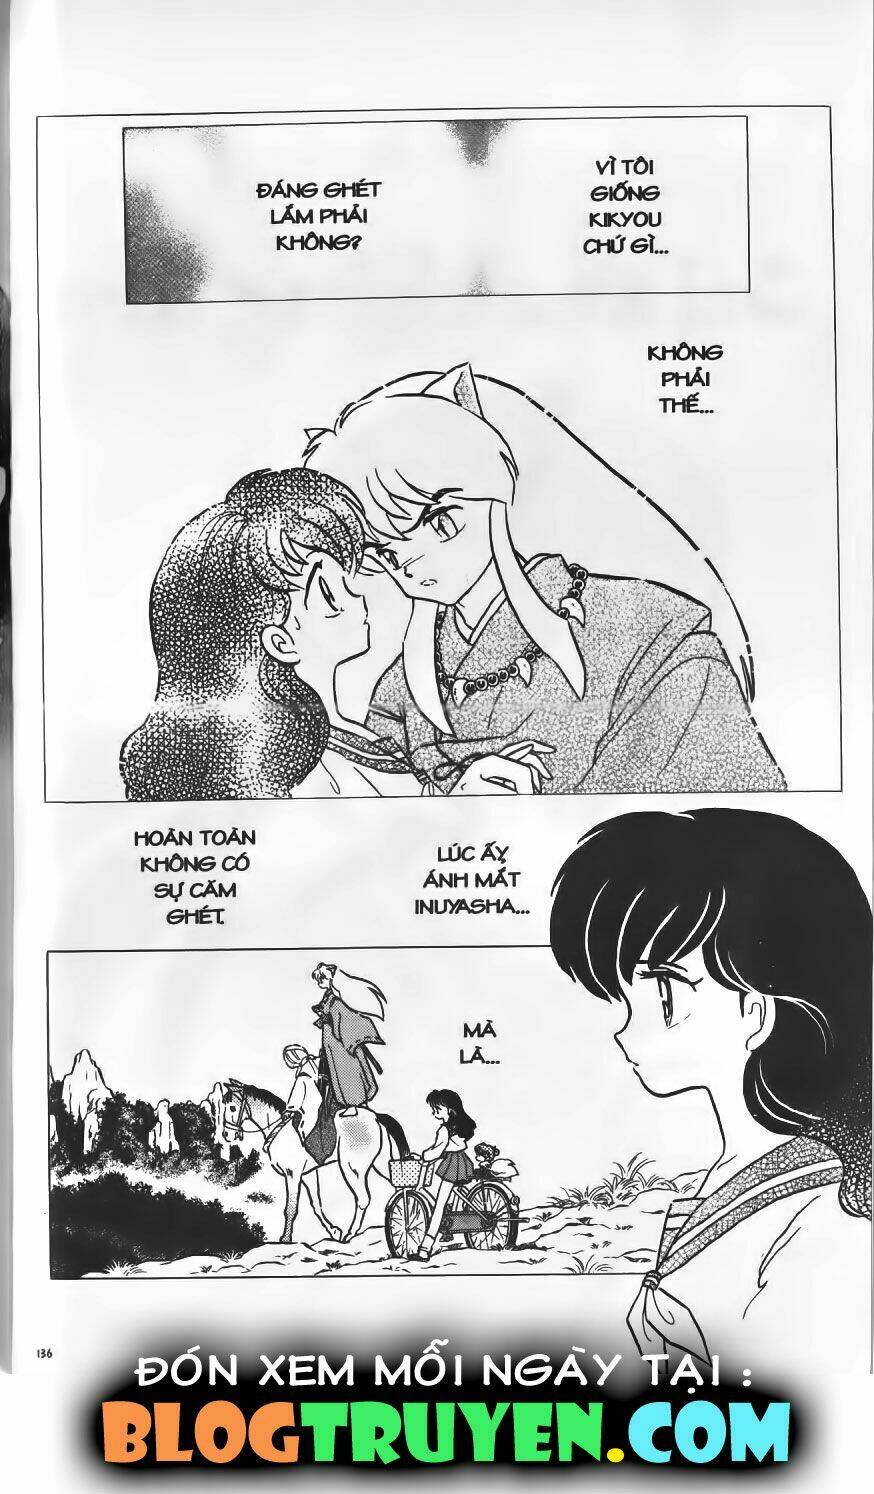 VÌ TÔI
GIỐNG
KIKYOU
CHỨ GÌ...
ĐÁNG GHÉT
LẮM PHẢI
KHÔNG?
KHÔNG
PHẢI
THẾ...
LÚC ẤY,
ÁNH MẮT
INUYASHA...
HOÀN TOÀN
KHÔNG CÓ
SỰ CĂM
GHÉT.
MÀ
LÀ...
136
ĐÓN XEM MỖI NGÀY TẠI :
BLOGTRUYEN.COM